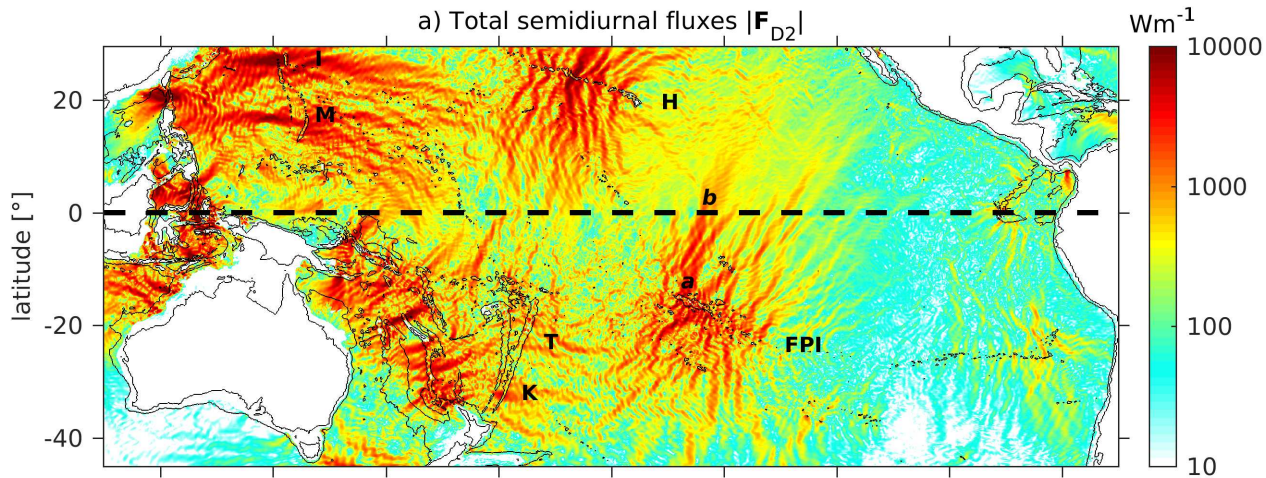 a) Total semidiurnal fluxes |F_D2|
Wm⁻¹
latitude [°]
20
0
-20
-40
I
M
H
b
a
T
FPI
K
10000
1000
100
10